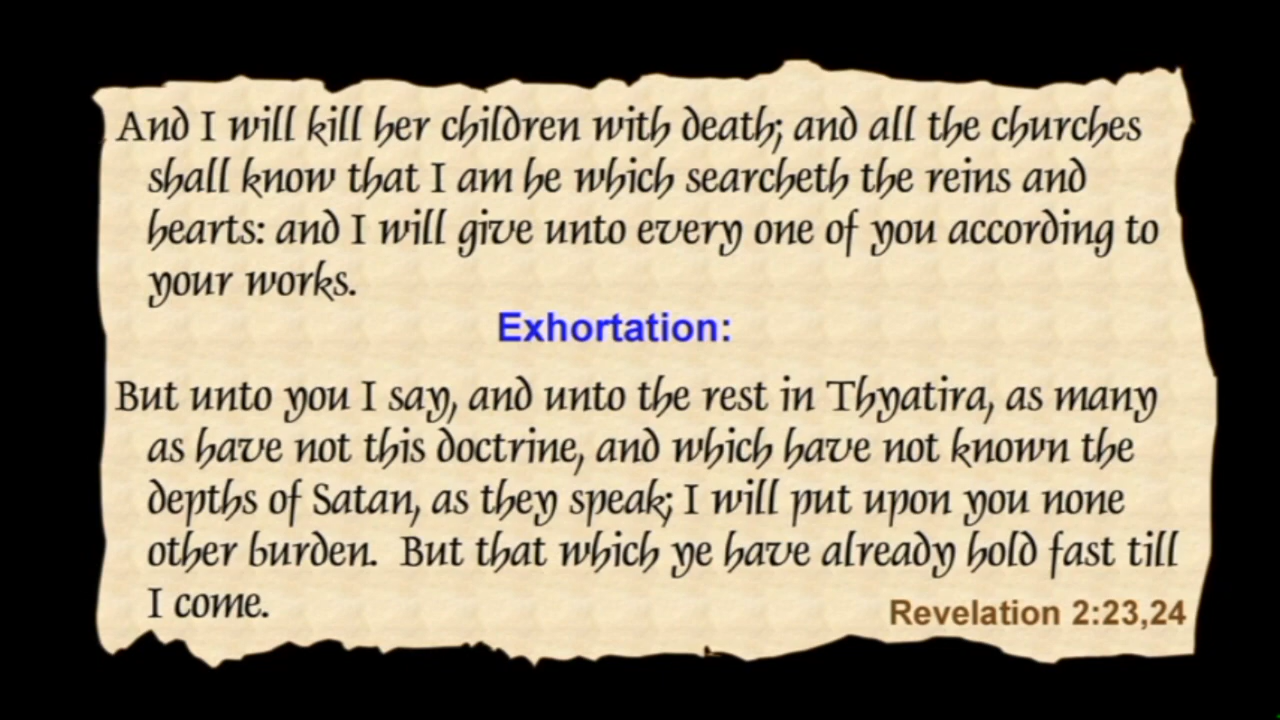 And I will kill her children with death; and all the churches
shall know that I am he which searcheth the reins and
hearts: and I will give unto every one of you according to
your works.
Exhortation:
But unto you I say, and unto the rest in Thyatira, as many
as have not this doctrine, and which have not known the
depths of Satan, as they speak; I will put upon you none
other burden.  But that which ye have already hold fast till
I come.
Revelation 2:23,24